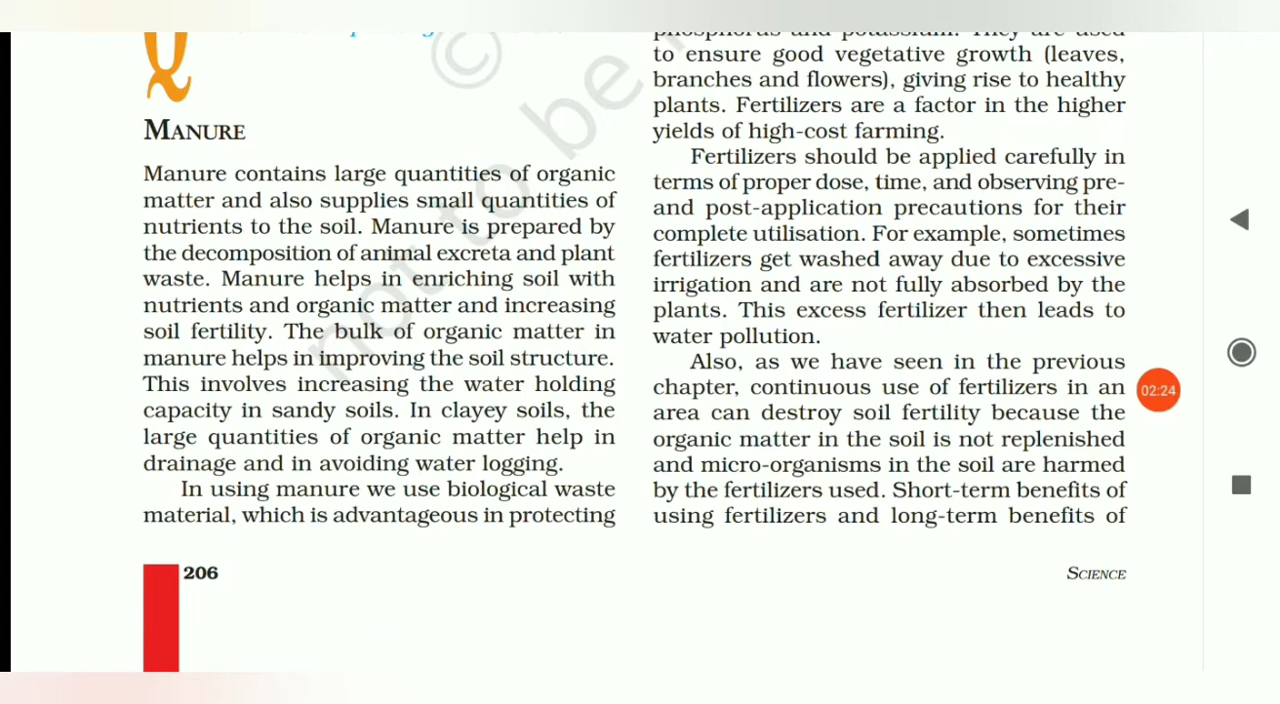 MANURE
Manure contains large quantities of organic
matter and also supplies small quantities of
nutrients to the soil. Manure is prepared by
the decomposition of animal excreta and plant
waste. Manure helps in enriching soil with
nutrients and organic matter and increasing
soil fertility. The bulk of organic matter in
manure helps in improving the soil structure.
This involves increasing the water holding
capacity in sandy soils. In clayey soils, the
large quantities of organic matter help in
drainage and in avoiding water logging.
In using manure we use biological waste
material, which is advantageous in protecting
phosphorus and potassium. They are used
to ensure good vegetative growth (leaves,
branches and flowers), giving rise to healthy
plants. Fertilizers are a factor in the higher
yields of high-cost farming.
Fertilizers should be applied carefully in
terms of proper dose, time, and observing pre-
and post-application precautions for their
complete utilisation. For example, sometimes
fertilizers get washed away due to excessive
irrigation and are not fully absorbed by the
plants. This excess fertilizer then leads to
water pollution.
Also, as we have seen in the previous
chapter, continuous use of fertilizers in an
area can destroy soil fertility because the
organic matter in the soil is not replenished
and micro-organisms in the soil are harmed
by the fertilizers used. Short-term benefits of
using fertilizers and long-term benefits of
206
SCIENCE
© not to be
Q
02:24